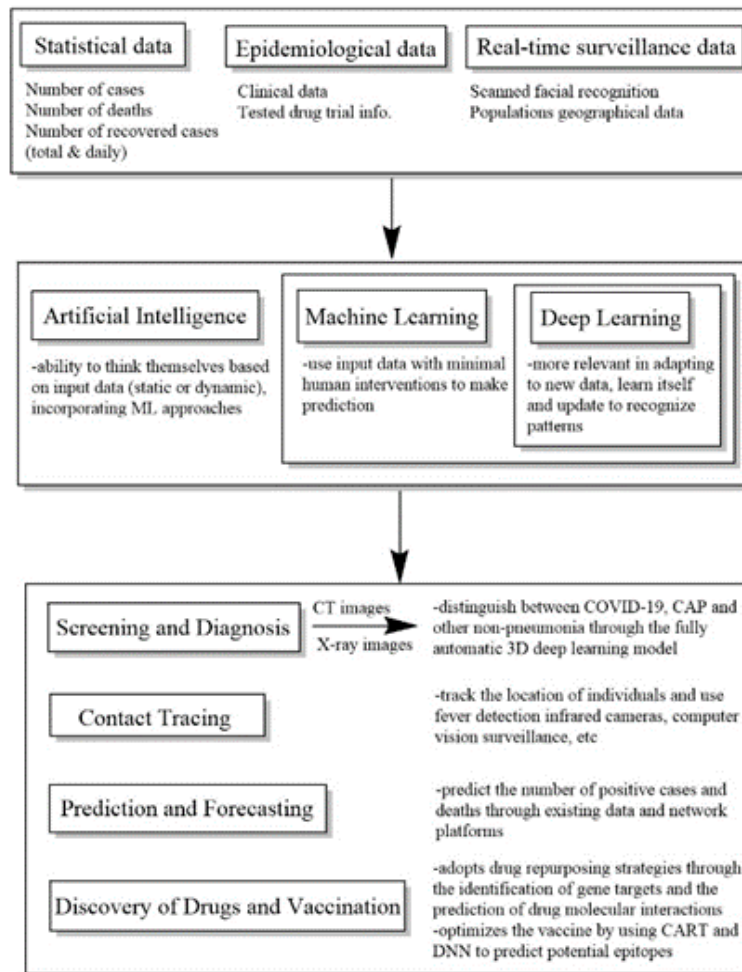 Statistical data
Number of cases
Number of deaths
Number of recovered cases
(total & daily)
Epidemiological data
Clinical data
Tested drug trial info.
Real-time surveillance data
Scanned facial recognition
Populations geographical data
Artificial Intelligence
-ability to think themselves based
on input data (static or dynamic),
incorporating ML approaches
Machine Learning
-use input data with minimal
human interventions to make
prediction
Deep Learning
-more relevant in adapting
to new data, learn itself
and update to recognize
patterns
Screening and Diagnosis
CT images
X-ray images
-distinguish between COVID-19, CAP and
other non-pneumonia through the fully
automatic 3D deep learning model
Contact Tracing
-track the location of individuals and use
fever detection infrared cameras, computer
vision surveillance, etc
Prediction and Forecasting
-predict the number of positive cases and
deaths through existing data and network
platforms
Discovery of Drugs and Vaccination
-adopts drug repurposing strategies through
the identification of gene targets and the
prediction of drug molecular interactions
-optimizes the vaccine by using CART and
DNN to predict potential epitopes